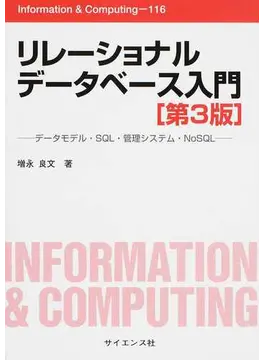 Information & Computing―116
リレーショナル
データベース入門
[第3版]
――データモデル・SQL・管理システム・NoSQL――
増永 良文 著
INFORMATION
& COMPUTING
サイエンス社